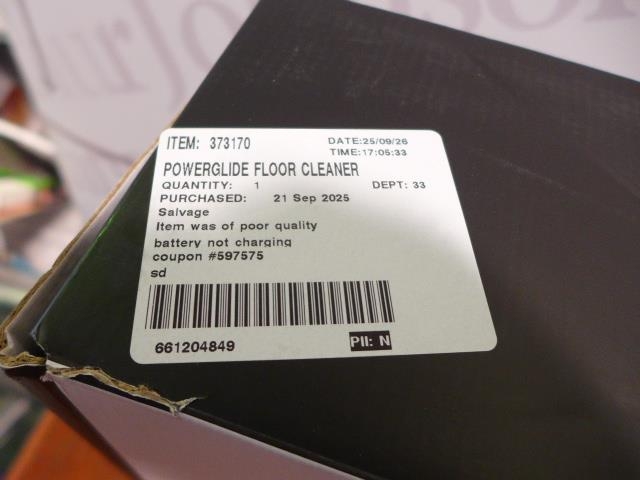 ITEM: 373170
DATE:25/09/26
TIME:17:05:33
POWERGLIDE FLOOR CLEANER
QUANTITY: 1
DEPT: 33
PURCHASED: 21 Sep 2025
Salvage
Item was of poor quality
battery not charging
coupon #597575
sd
661204849
PII: N